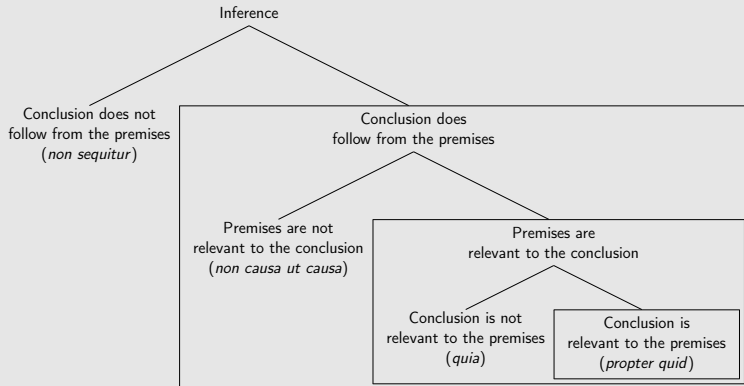 Inference
Conclusion does not
follow from the premises
(non sequitur)
Conclusion does
follow from the premises
Premises are not
relevant to the conclusion
(non causa ut causa)
Premises are
relevant to the conclusion
Conclusion is not
relevant to the premises
(quia)
Conclusion is
relevant to the premises
(propter quid)